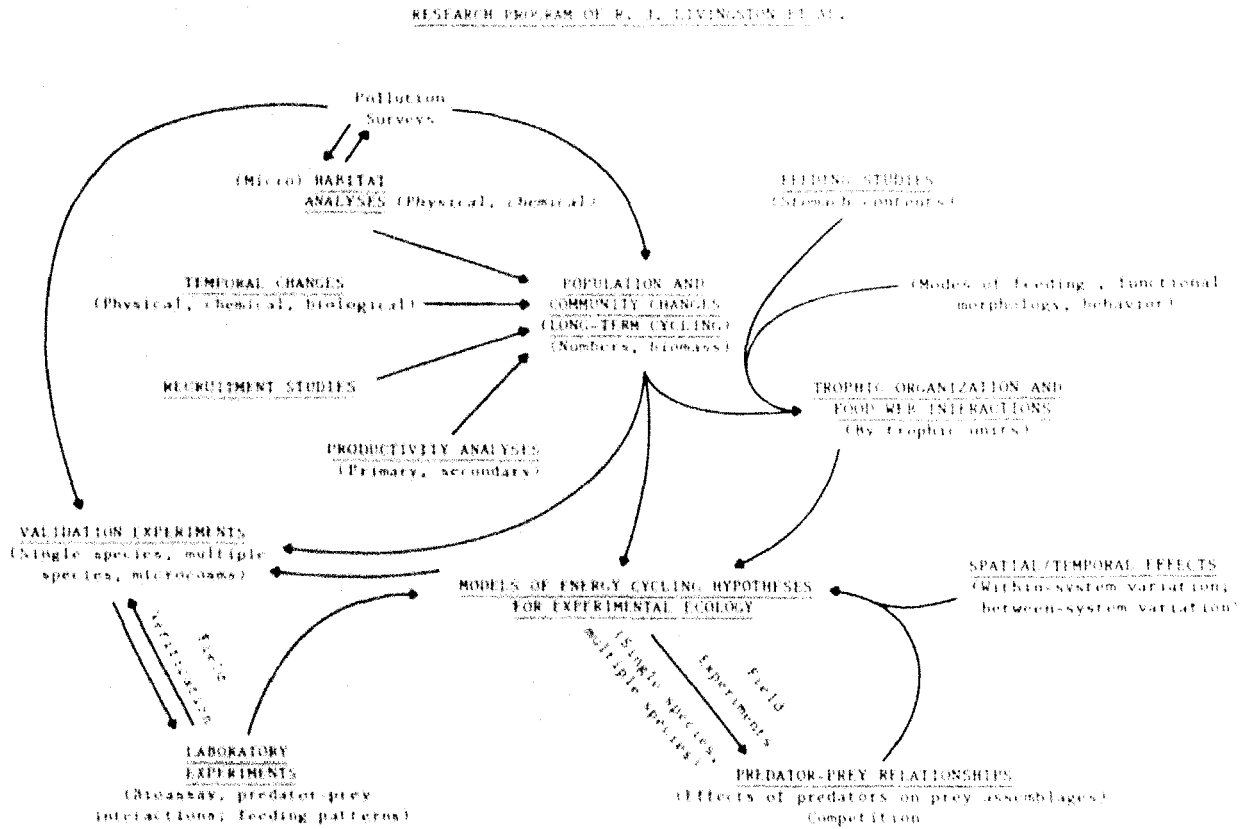 RESEARCH PROGRAM OF R. J. LIVINGSTON ET AL.
Pollution
Surveys
(Micro) HABITAT
ANALYSES (Physical, chemical)
FEEDING STUDIES
(Stomach contents)
TEMPORAL CHANGES
(Physical, chemical, biological)
POPULATION AND
COMMUNITY CHANGES
(LONG-TERM CYCLING)
(Numbers, biomass)
(Modes of feeding, functional
morphology, behavior)
RECRUITMENT STUDIES
TROPHIC ORGANIZATION AND
FOOD WEB INTERACTIONS
(By trophic units)
PRODUCTIVITY ANALYSES
(Primary, secondary)
VALIDATION EXPERIMENTS
(Single species, multiple
species, microcosms)
MODELS OF ENERGY CYCLING HYPOTHESES
FOR EXPERIMENTAL ECOLOGY
SPATIAL/TEMPORAL EFFECTS
(Within-system variation,
between-system variation)
Field
verification
Field
Experiments
(Single species,
multiple species)
LABORATORY
EXPERIMENTS
(Bioassay, predator-prey
interactions; feeding patterns)
PREDATOR-PREY RELATIONSHIPS
(Effects of predators on prey assemblages)
Competition